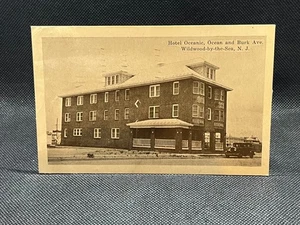 Hotel Oceanic, Ocean and Burk Ave.
Wildwood-by-the-Sea, N. J.